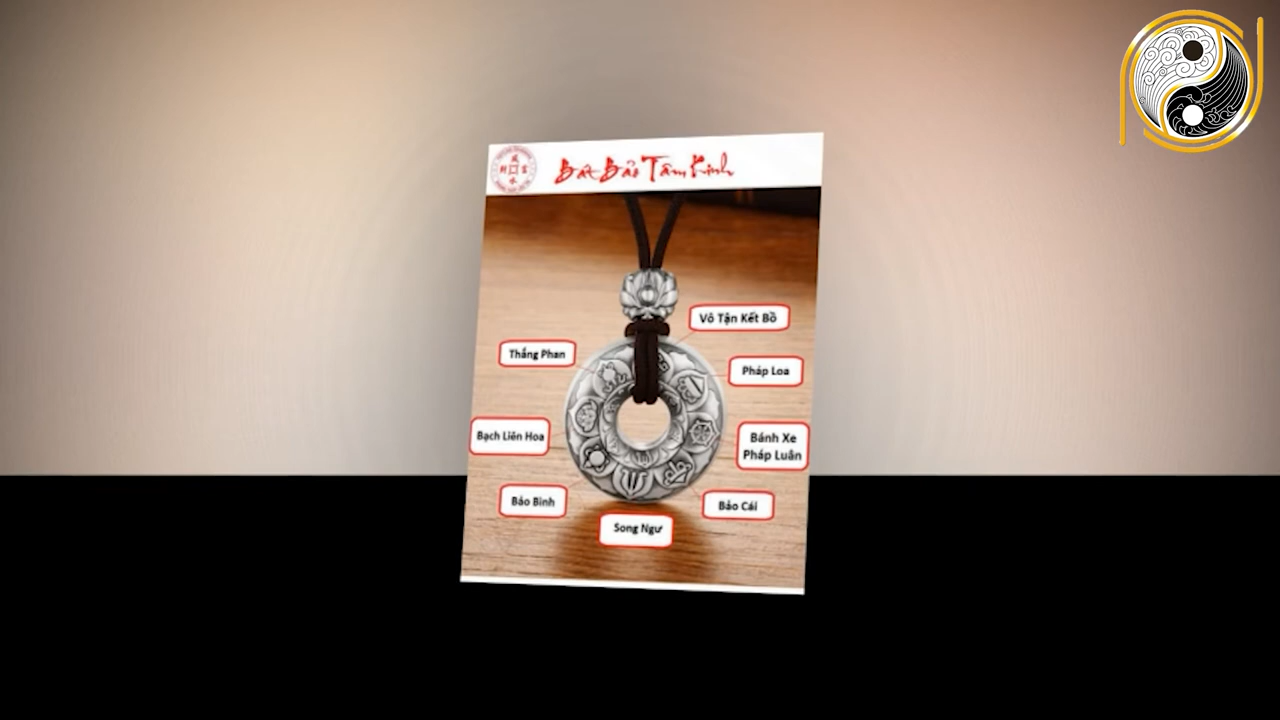 Bát Bảo Tâm Kinh
Vô Tận Kết Bồ
Thắng Phan
Pháp Loa
Bạch Liên Hoa
Bánh Xe
Pháp Luân
Bảo Bình
Bảo Cái
Song Ngư